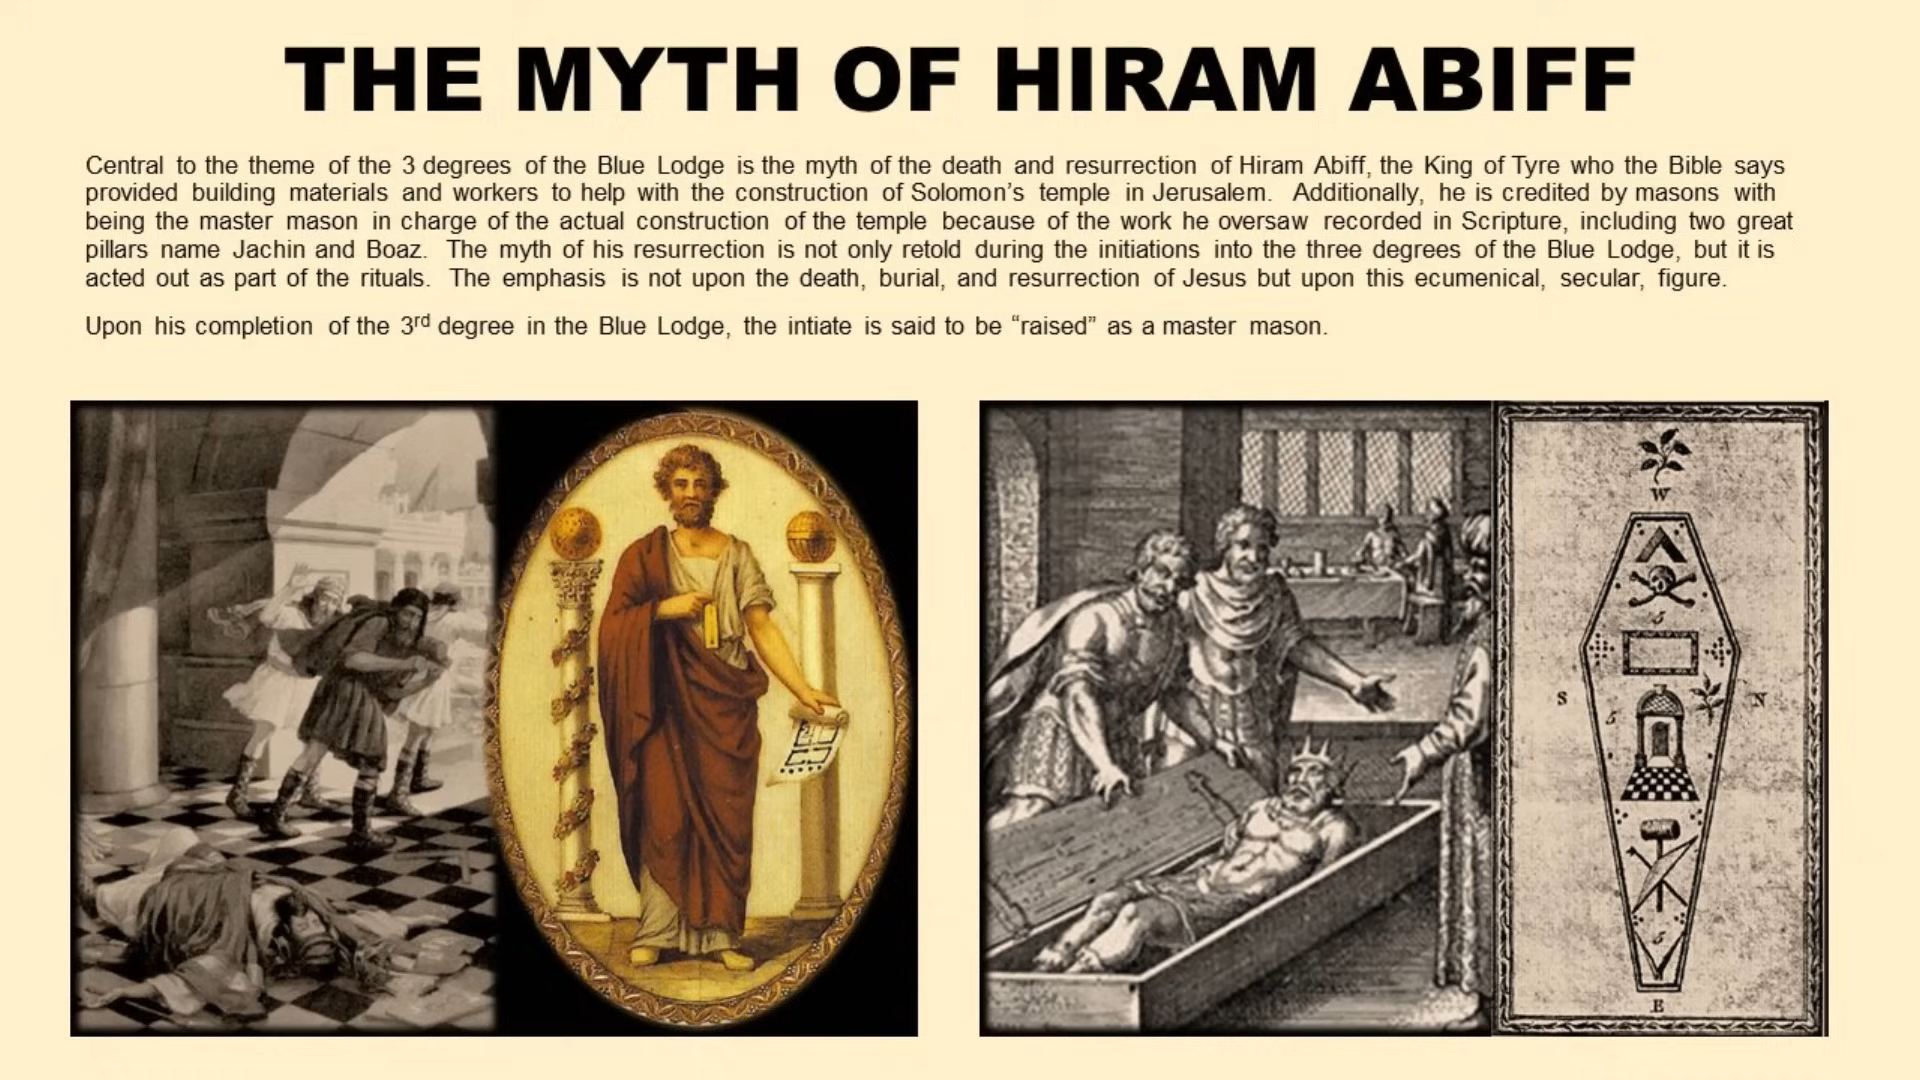 THE MYTH OF HIRAM ABIFF
Central to the theme of the 3 degrees of the Blue Lodge is the myth of the death and resurrection of Hiram Abiff, the King of Tyre who the Bible says
provided building materials and workers to help with the construction of Solomon’s temple in Jerusalem. Additionally, he is credited by masons with
being the master mason in charge of the actual construction of the temple because of the work he oversaw recorded in Scripture, including two great
pillars name Jachin and Boaz. The myth of his resurrection is not only retold during the initiations into the three degrees of the Blue Lodge, but it is
acted out as part of the rituals. The emphasis is not upon the death, burial, and resurrection of Jesus but upon this ecumenical, secular, figure.
Upon his completion of the 3rd degree in the Blue Lodge, the intiate is said to be “raised” as a master mason.
W
5
S N
5
5
E